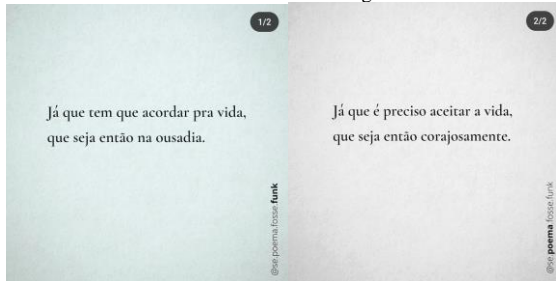 1/2
Já que tem que acordar pra vida,
que seja então na ousadia.
@se.poema.fosse.funk
2/2
Já que é preciso aceitar a vida,
que seja então corajosamente.
@se.poema.fosse.funk